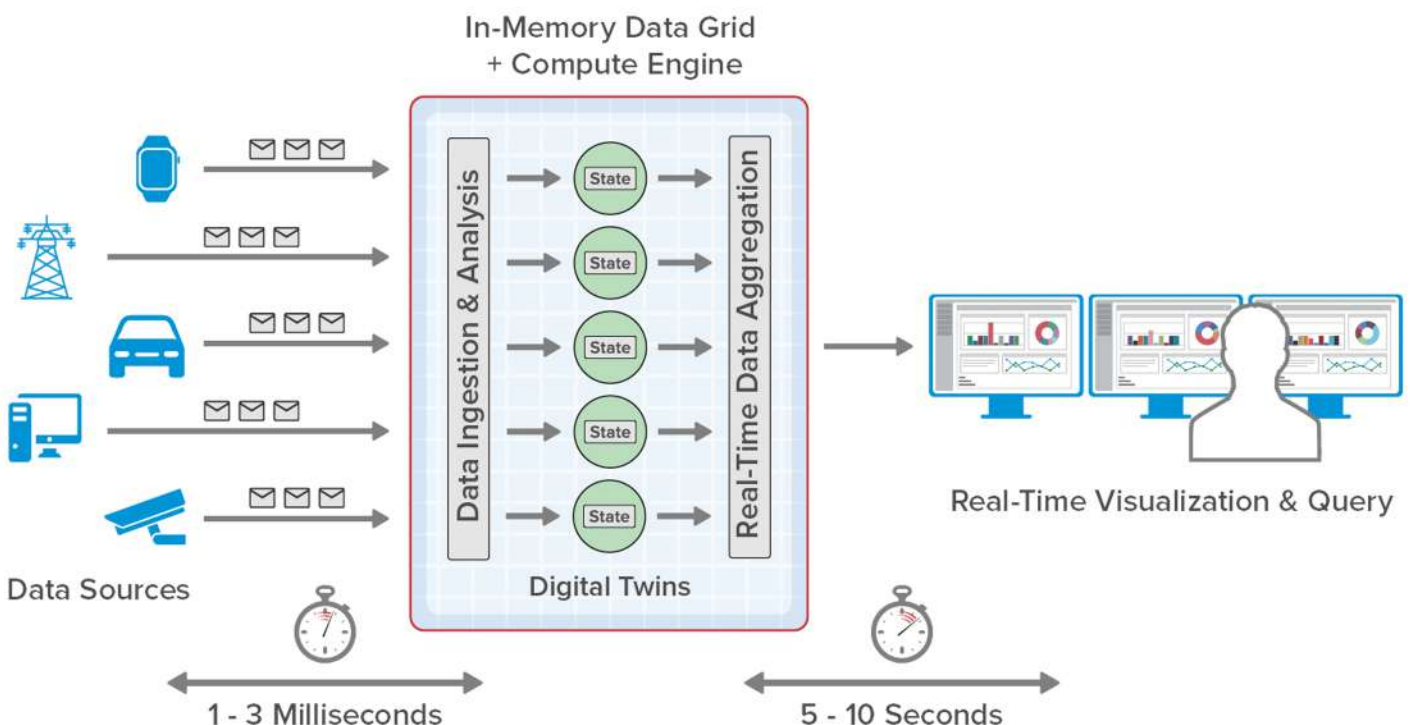 In-Memory Data Grid
+ Compute Engine
Data Ingestion & Analysis
State
State
State
State
State
Real-Time Data Aggregation
Digital Twins
Data Sources
Real-Time Visualization & Query
1 - 3 Milliseconds
5 - 10 Seconds